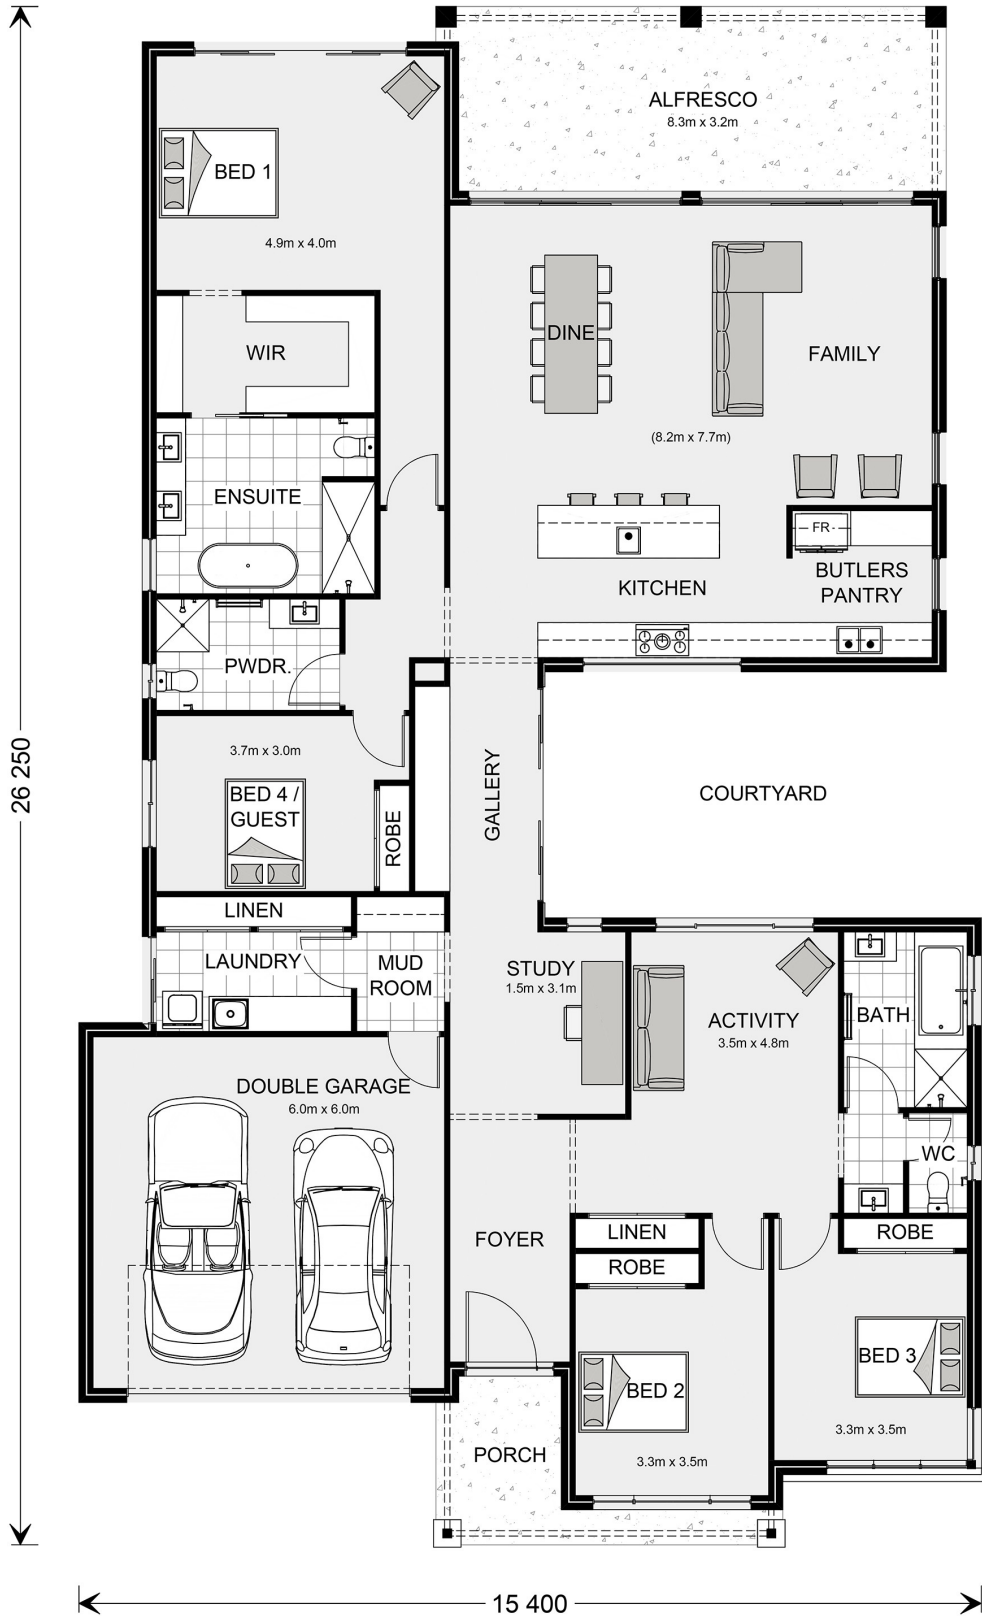 ALFRESCO
8.3m x 3.2m
BED 1
4.9m x 4.0m
DINE
WIR
FAMILY
(8.2m x 7.7m)
ENSUITE
FR
KITCHEN
BUTLERS
PANTRY
PWDR.
3.7m x 3.0m
BED 4 /
GUEST
ROBE
GALLERY
COURTYARD
26 250
LINEN
LAUNDRY
MUD
ROOM
STUDY
1.5m x 3.1m
ACTIVITY
3.5m x 4.8m
BATH
DOUBLE GARAGE
6.0m x 6.0m
WC
FOYER
LINEN
ROBE
ROBE
BED 2
3.3m x 3.5m
BED 3
3.3m x 3.5m
PORCH
15 400